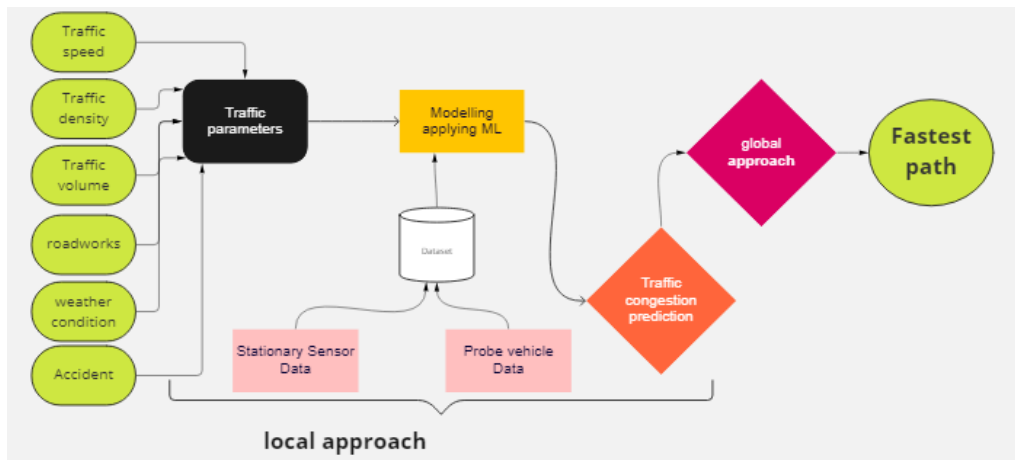 Traffic
speed
Traffic
density
Traffic
volume
roadworks
weather
condition
Accident
Traffic
parameters
Modelling
applying ML
Dataset
Stationary Sensor
Data
Probe vehicle
Data
Traffic
congestion
prediction
global
approach
Fastest
path
local approach